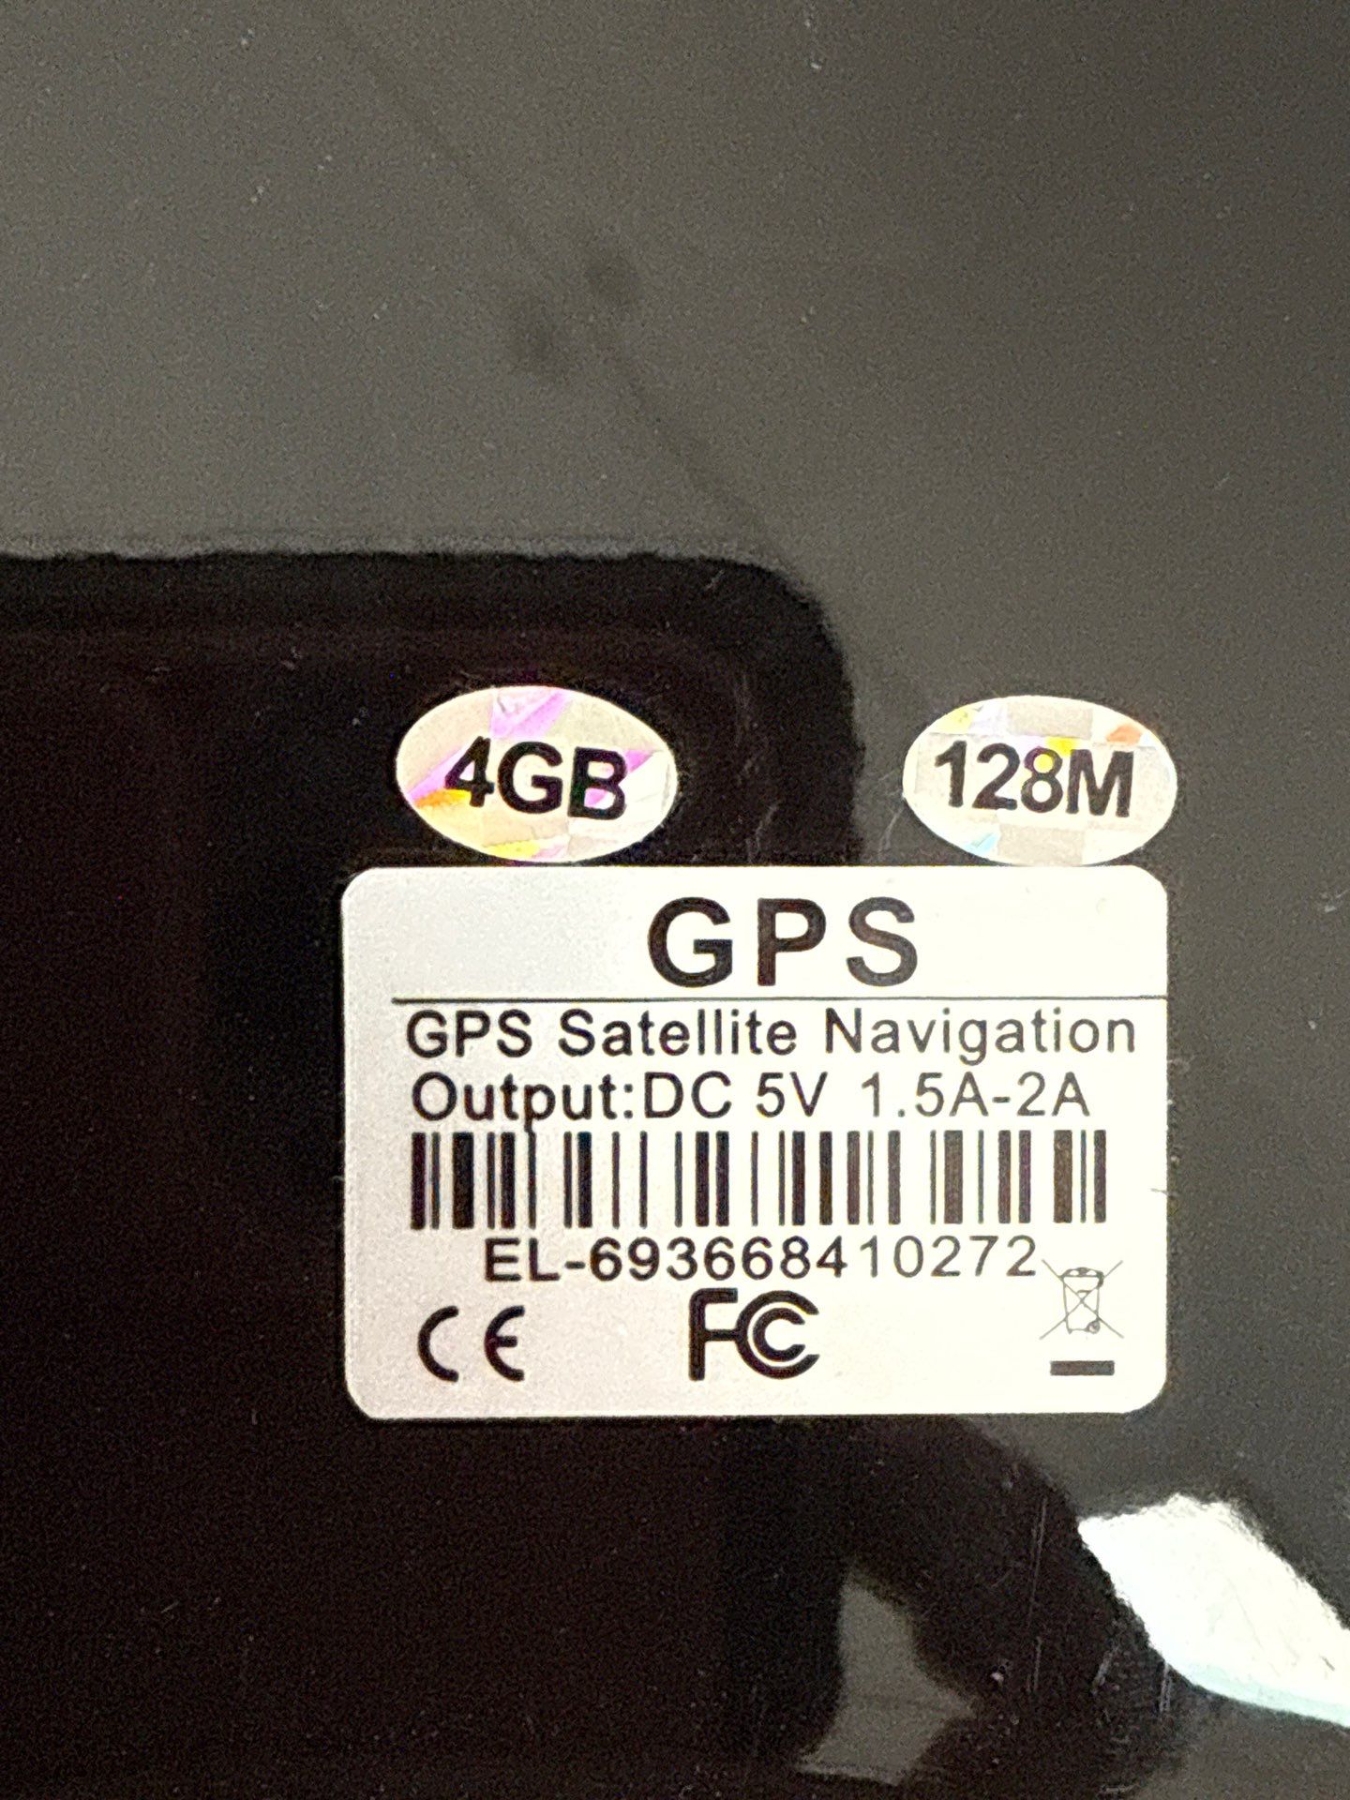 4GB
128M
GPS
GPS Satellite Navigation
Output:DC 5V 1.5A-2A
EL-693668410272
CE FC